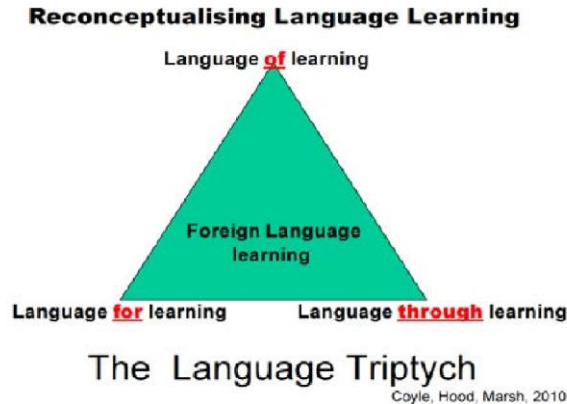 Reconceptualising Language Learning
Language of learning
Foreign Language
learning
Language for learning
Language through learning
The Language Triptych
Coyle, Hood, Marsh, 2010